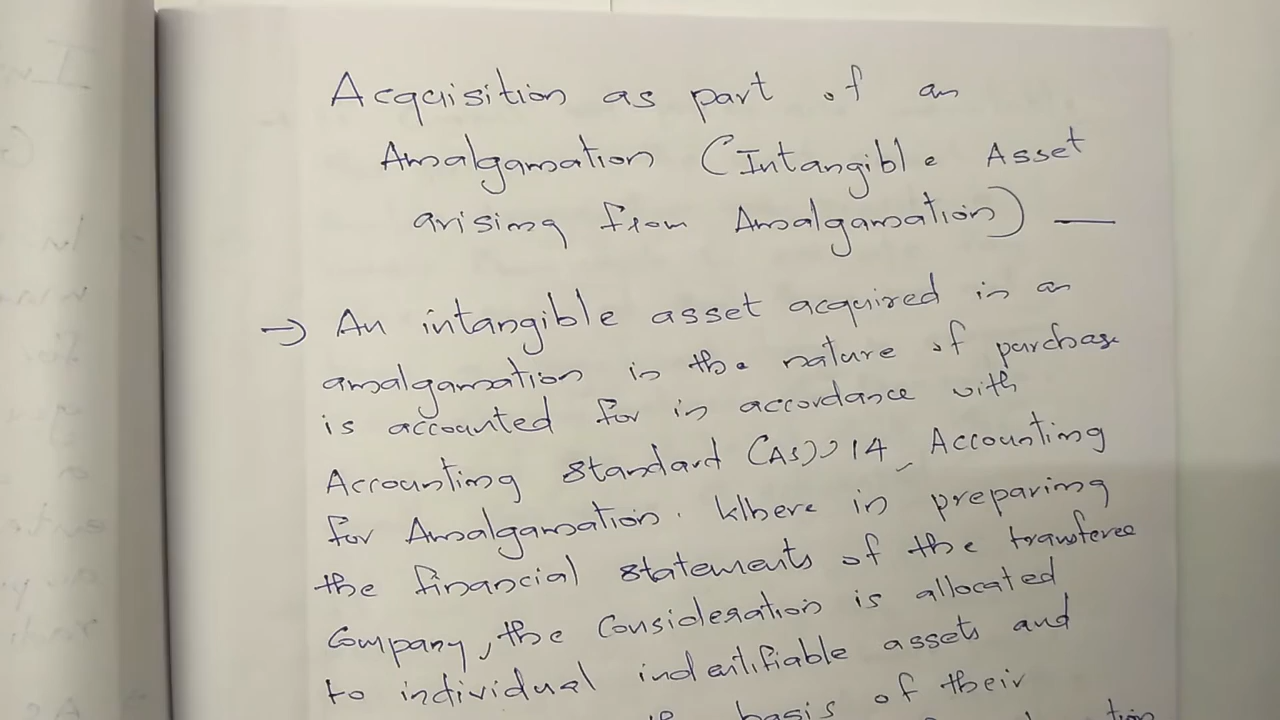 Acquisition as part of an
Amalgamation (Intangible Asset
arising from Amalgamation) —
→ An intangible asset acquired in an
amalgamation in the nature of purchase
is accounted for in accordance with
Accounting Standard (AS) 14, Accounting
for Amalgamation. Where in preparing
the financial statements of the transferee
Company, the Consideration is allocated
to individual indentifiable assets and
basis of their